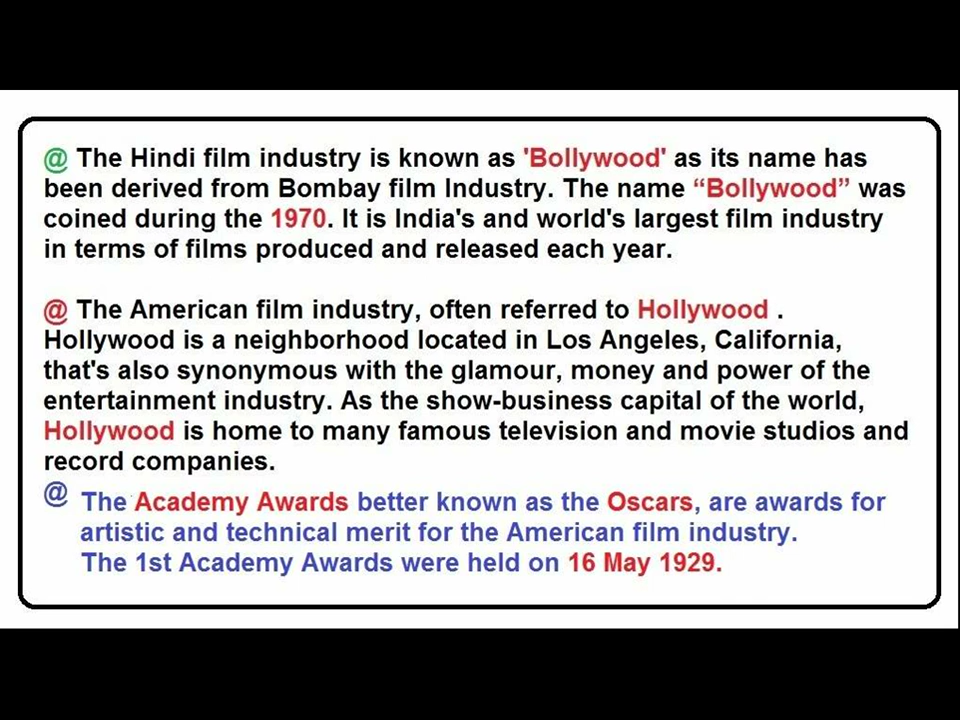 @ The Hindi film industry is known as 'Bollywood' as its name has
been derived from Bombay film Industry. The name “Bollywood” was
coined during the 1970. It is India's and world's largest film industry
in terms of films produced and released each year.
@ The American film industry, often referred to Hollywood .
Hollywood is a neighborhood located in Los Angeles, California,
that's also synonymous with the glamour, money and power of the
entertainment industry. As the show-business capital of the world,
Hollywood is home to many famous television and movie studios and
record companies.
@ The Academy Awards better known as the Oscars, are awards for
artistic and technical merit for the American film industry.
The 1st Academy Awards were held on 16 May 1929.